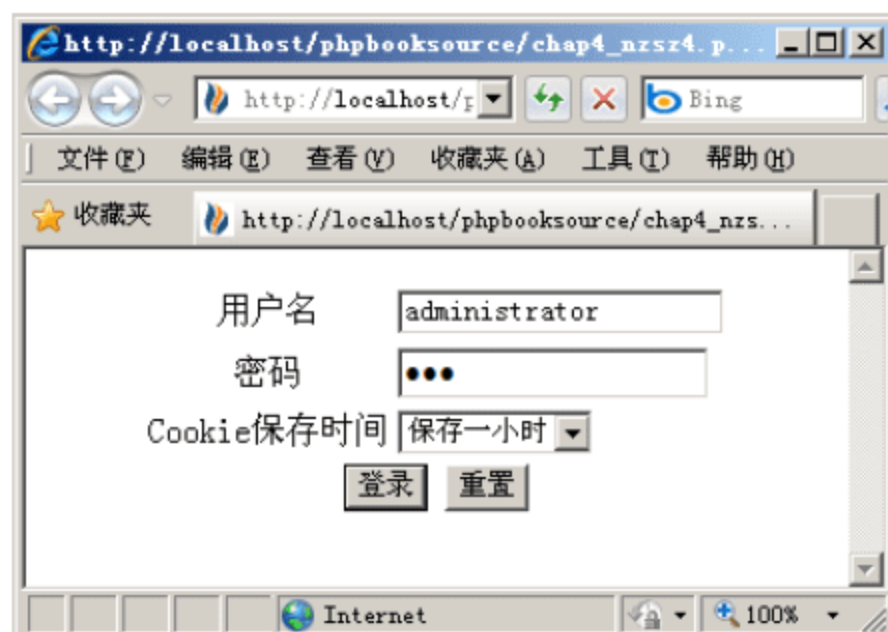 http://localhost/phpbooksource/chap4_nzsz4.p...
http://localhost/p
Bing
文件(F) 编辑(E) 查看(V) 收藏夹(A) 工具(T) 帮助(H)
收藏夹 http://localhost/phpbooksource/chap4_nzs...
用户名 administrator
密码 ●●●
Cookie保存时间 保存一小时
登录 重置
Internet 100%